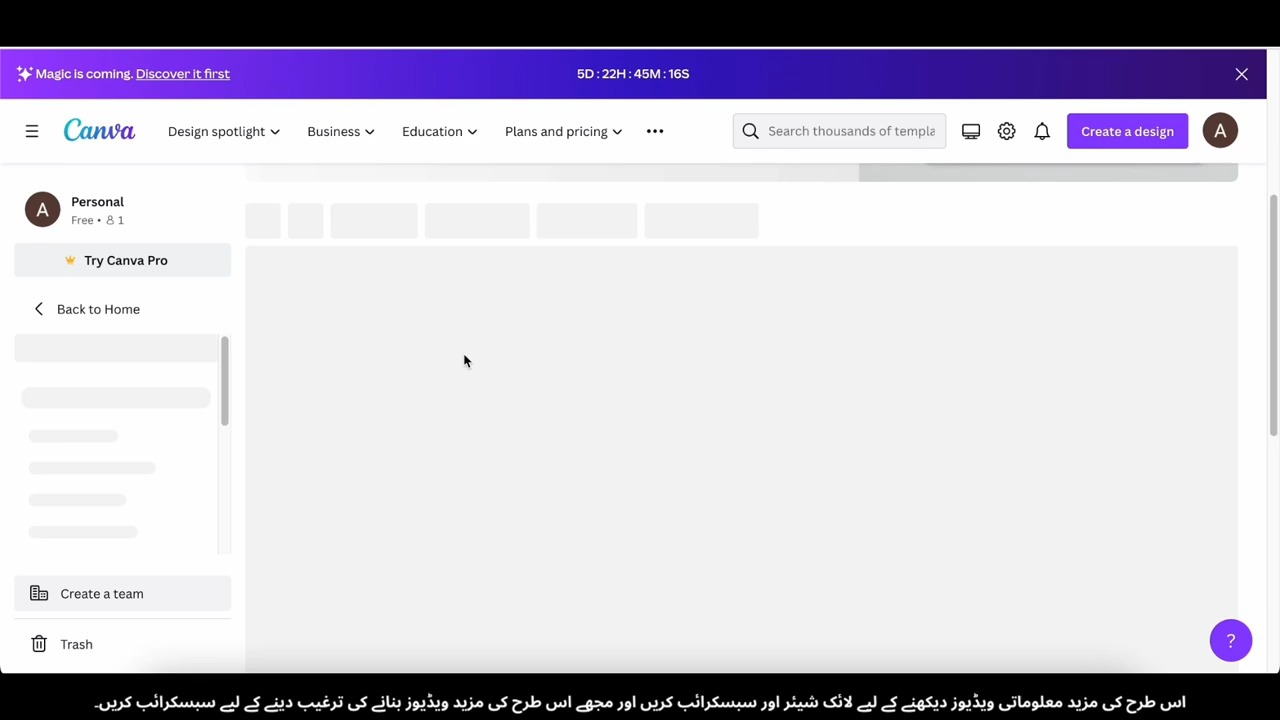 Magic is coming. Discover it first
5D : 22H : 45M : 16S
Canva
Design spotlight
Business
Education
Plans and pricing
Search thousands of templa
Create a design
A
A
Personal
Free • 1
Try Canva Pro
Back to Home
Create a team
Trash
?
اس طرح کی مزید معلوماتی ویڈیوز دیکھنے کے لیے لائک شیئر اور سبسکرائب کریں اور مجھے اس طرح کی مزید ویڈیوز بنانے کی ترغیب دینے کے لیے سبسکرائب کریں۔